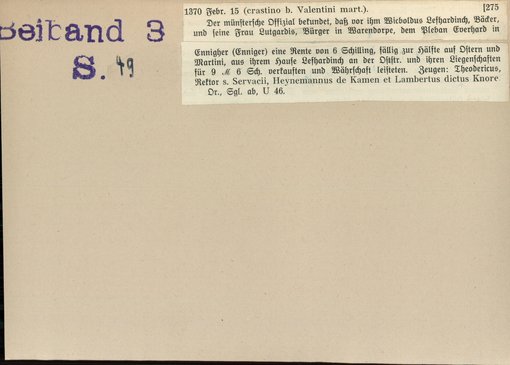 Beiband 3
S. 49
1370 Febr. 15 (crastino b. Valentini mart.). [275
Der münstersche Offizial bekundet, daß vor ihm Wicboldus Leshardinch, Bäcker,
und seine Frau Lutgardis, Bürger in Warendorpe, dem Pleban Everhard in
Ennigher (Enniger) eine Rente von 6 Schilling, fällig zur Hälfte auf Ostern und
Martini, aus ihrem Hause Leshardinch an der Oststr. und ihren Liegenschaften
für 9 M 6 Sch. verkauften und Währschaft leisteten. Zeugen: Theodericus,
Rektor s. Servacii, Heynemannus de Kamen et Lambertus dictus Knore
Or., Sgl. ab, U 46.